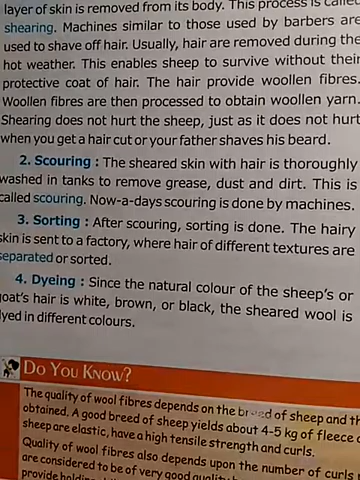 layer of skin is removed from its body. This process is called
shearing. Machines similar to those used by barbers are
used to shave off hair. Usually, hair are removed during the
hot weather. This enables sheep to survive without their
protective coat of hair. The hair provide woollen fibres.
Woollen fibres are then processed to obtain woollen yarn.
Shearing does not hurt the sheep, just as it does not hurt
when you get a hair cut or your father shaves his beard.
2. Scouring : The sheared skin with hair is thoroughly
washed in tanks to remove grease, dust and dirt. This is
called scouring. Now-a-days scouring is done by machines.
3. Sorting : After scouring, sorting is done. The hairy
skin is sent to a factory, where hair of different textures are
separated or sorted.
4. Dyeing : Since the natural colour of the sheep's or
goat's hair is white, brown, or black, the sheared wool is
dyed in different colours.
DO YOU KNOW?
The quality of wool fibres depends on the breed of sheep and
obtained. A good breed of sheep yields about 4-5 kg of fleece
sheep are elastic, have a high tensile strength and curls.
Quality of wool fibres also depends upon the number of curls
are considered to be of very good quality
provide